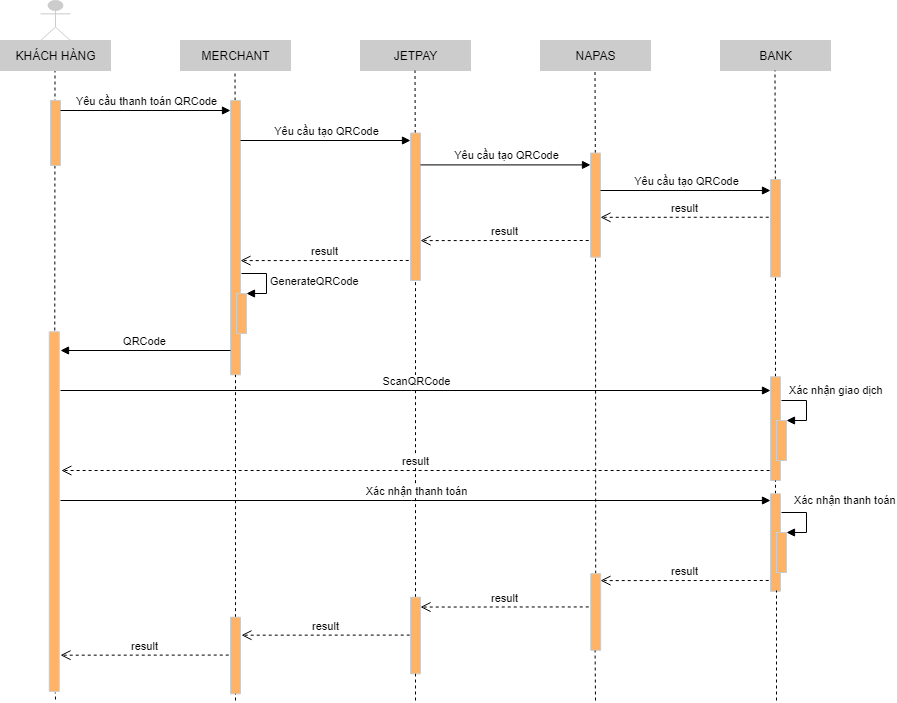 KHÁCH HÀNG
MERCHANT
JETPAY
NAPAS
BANK
Yêu cầu thanh toán QRCode
Yêu cầu tạo QRCode
Yêu cầu tạo QRCode
Yêu cầu tạo QRCode
result
result
result
GenerateQRCode
QRCode
ScanQRCode
Xác nhận giao dịch
result
Xác nhận thanh toán
Xác nhận thanh toán
result
result
result
result